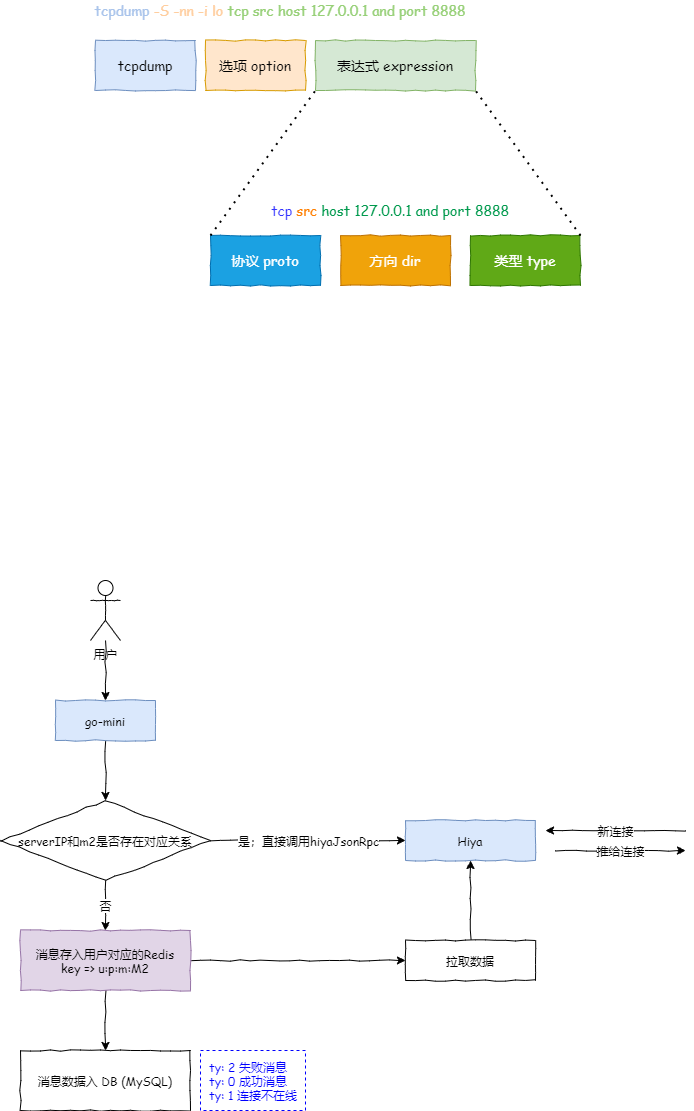 tcpdump -S -nn -i lo tcp src host 127.0.0.1 and port 8888
tcpdump
选项 option
表达式 expression
tcp src host 127.0.0.1 and port 8888
协议 proto
方向 dir
类型 type
用户
go-mini
serverIP和m2是否存在对应关系
是；直接调用hiyaJsonRpc
Hiya
新连接
推给连接
否
消息存入用户对应的Redis
key => u:p:m:M2
拉取数据
消息数据入 DB (MySQL)
ty: 2 失败消息
ty: 0 成功消息
ty: 1 连接不在线